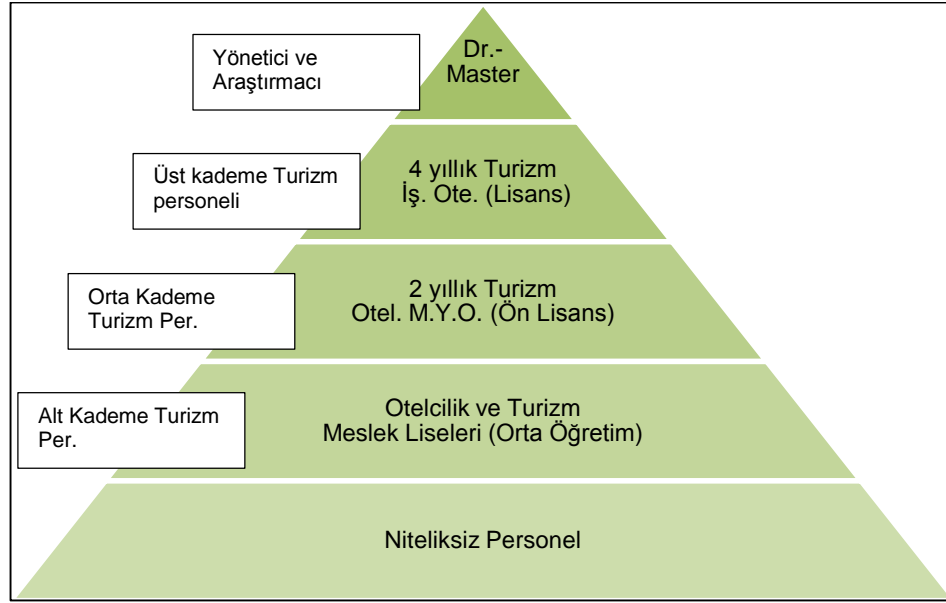 Yönetici ve
Araştırmacı
Dr.-
Master
Üst kademe Turizm
personeli
4 yıllık Turizm
İş. Ote. (Lisans)
Orta Kademe
Turizm Per.
2 yıllık Turizm
Otel. M.Y.O. (Ön Lisans)
Alt Kademe Turizm
Per.
Otelcilik ve Turizm
Meslek Liseleri (Orta Öğretim)
Niteliksiz Personel